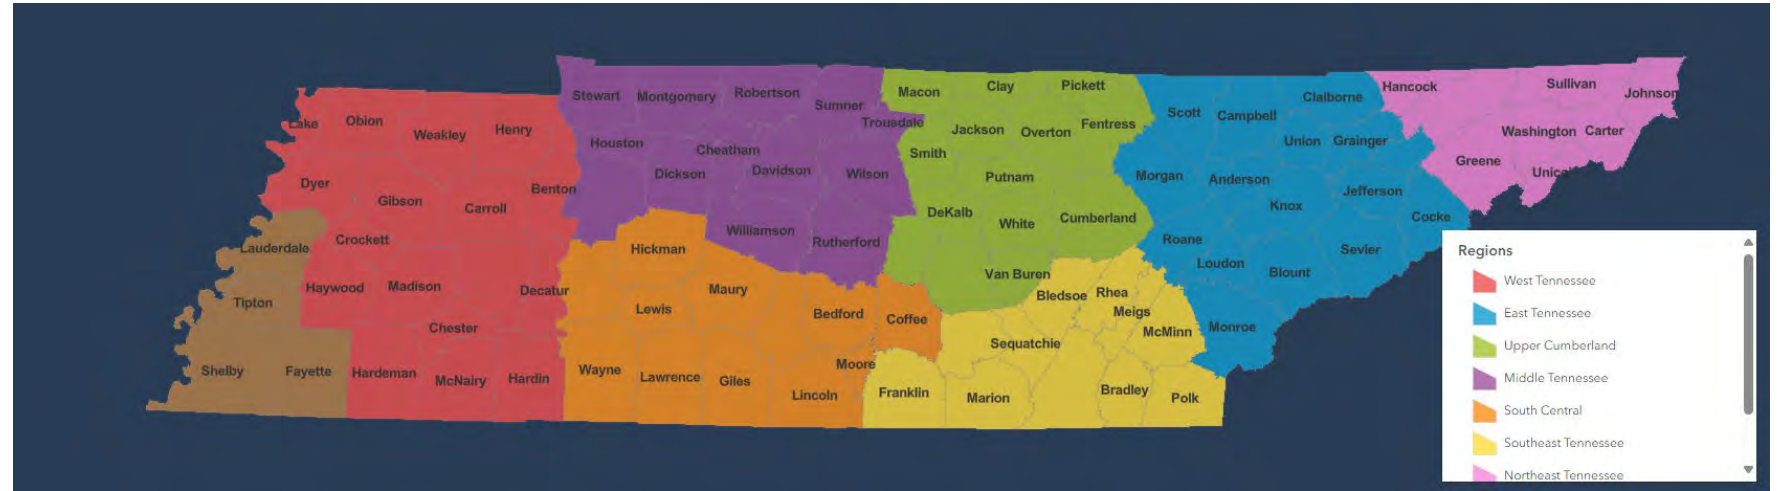 Stewart
Montgomery
Robertson
Sumner
Macon
Clay
Pickett
Scott
Campbell
Claiborne
Hancock
Sullivan
Johnson
Lake
Obion
Weakley
Henry
Houston
Cheatham
Trousdale
Jackson
Overton
Fentress
Union
Grainger
Washington
Carter
Dyer
Gibson
Carroll
Benton
Dickson
Davidson
Wilson
Smith
Putnam
Morgan
Anderson
Knox
Jefferson
Greene
Unicoi
Lauderdale
Crockett
Hickman
Williamson
Rutherford
DeKalb
White
Cumberland
Roane
Loudon
Blount
Sevier
Cocke
Tipton
Haywood
Madison
Decatur
Chester
Lewis
Maury
Bedford
Coffee
Van Buren
Bledsoe
Rhea
Meigs
McMinn
Monroe
Sequatchie
Shelby
Fayette
Hardeman
McNairy
Hardin
Wayne
Lawrence
Giles
Lincoln
Moore
Franklin
Marion
Bradley
Polk
Regions
West Tennessee
East Tennessee
Upper Cumberland
Middle Tennessee
South Central
Southeast Tennessee
Northeast Tennessee